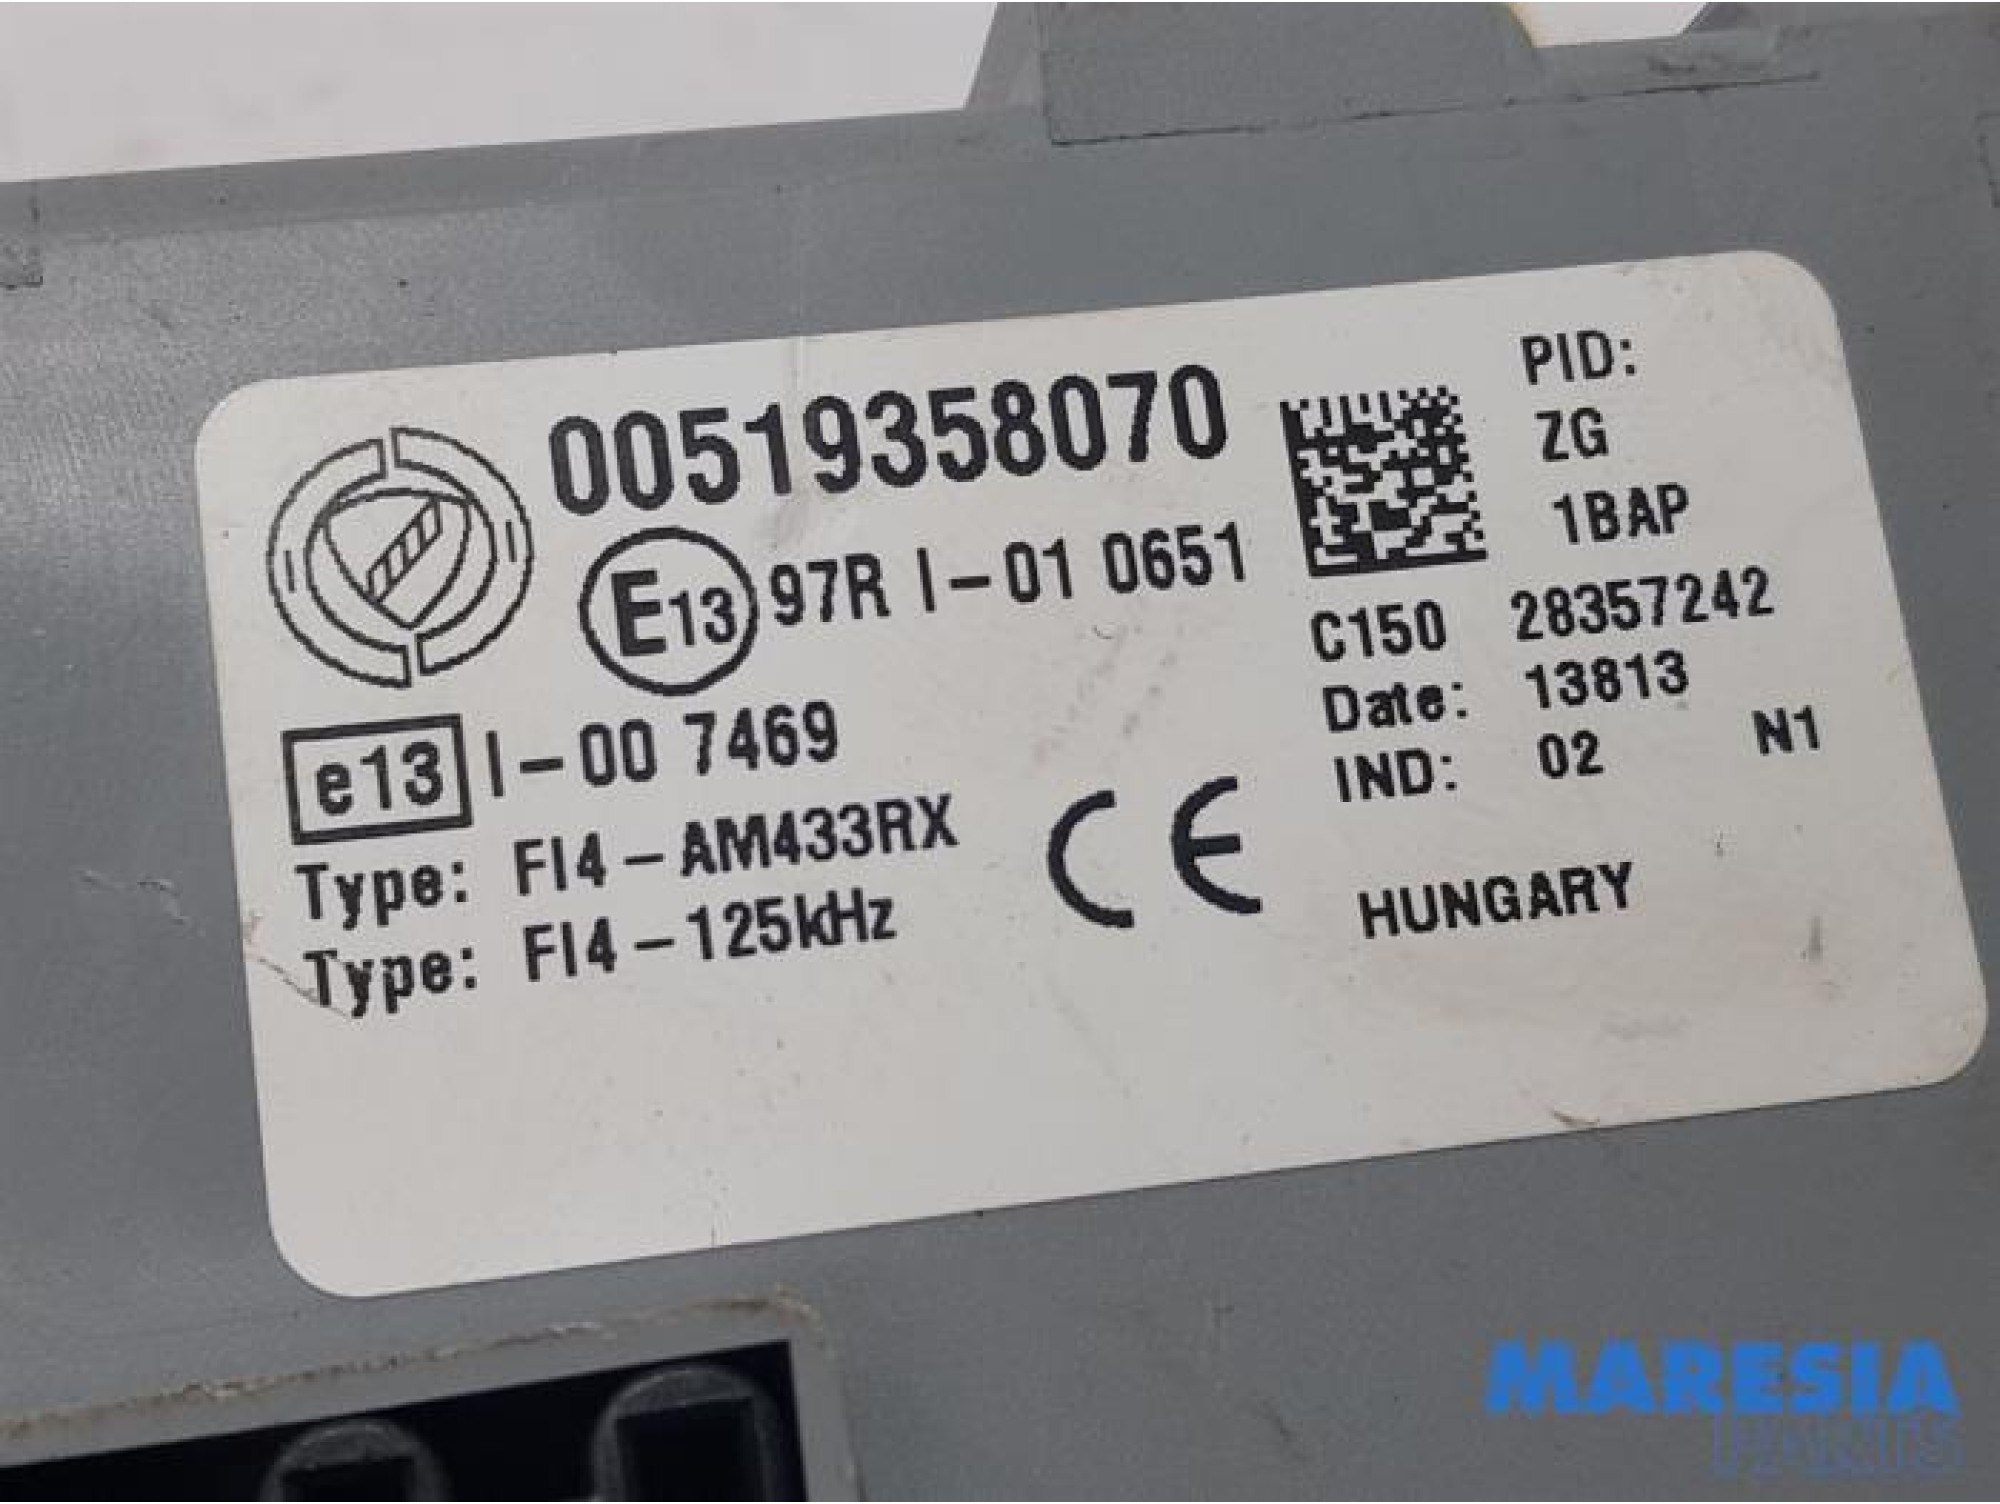 00519358070
E13 97R I-01 0651
e13 I-00 7469
Type: FI4-AM433RX
Type: FI4-125kHz
CE
PID:
ZG
1BAP
C150 28357242
Date: 13813
IND: 02 N1
HUNGARY
MARESIA
PARTS